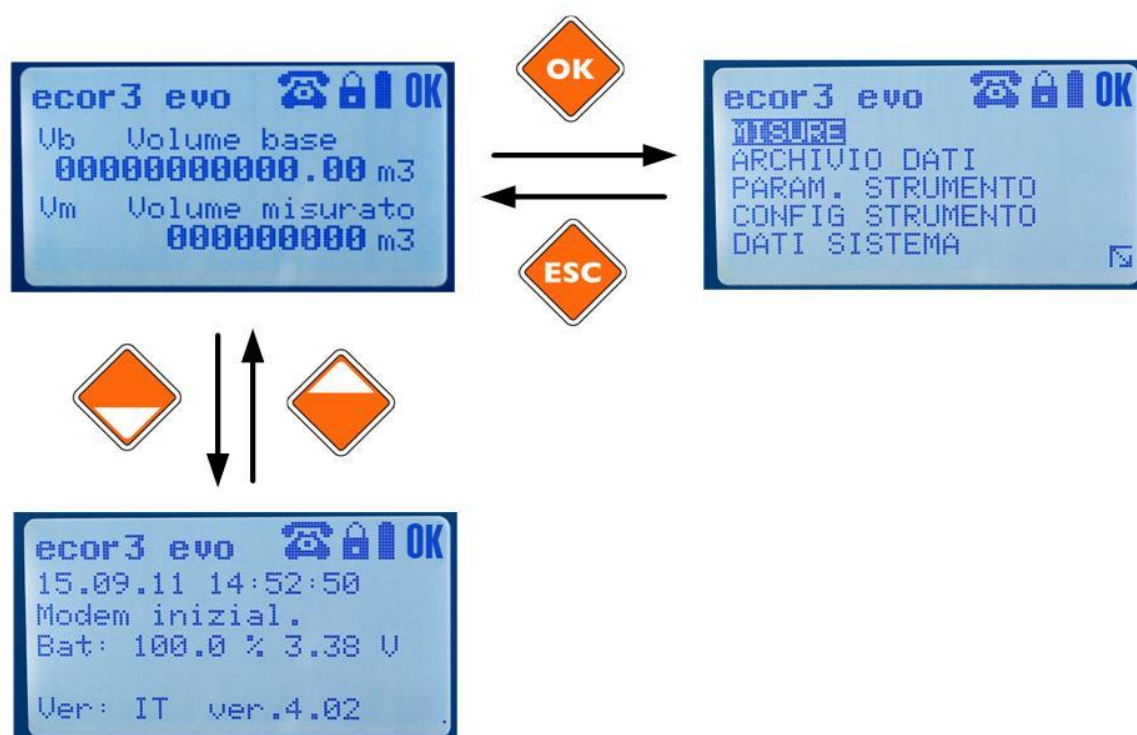 ecor3 evo OK
Vb Volume base
00000000000.00 m3
Vm Volume misurato
000000000 m3
OK
ESC
ecor3 evo OK
MISURE
ARCHIVIO DATI
PARAM. STRUMENTO
CONFIG STRUMENTO
DATI SISTEMA
ecor3 evo OK
15.09.11 14:52:50
Modem inizial.
Bat: 100.0 % 3.38 V
Ver: IT ver.4.02